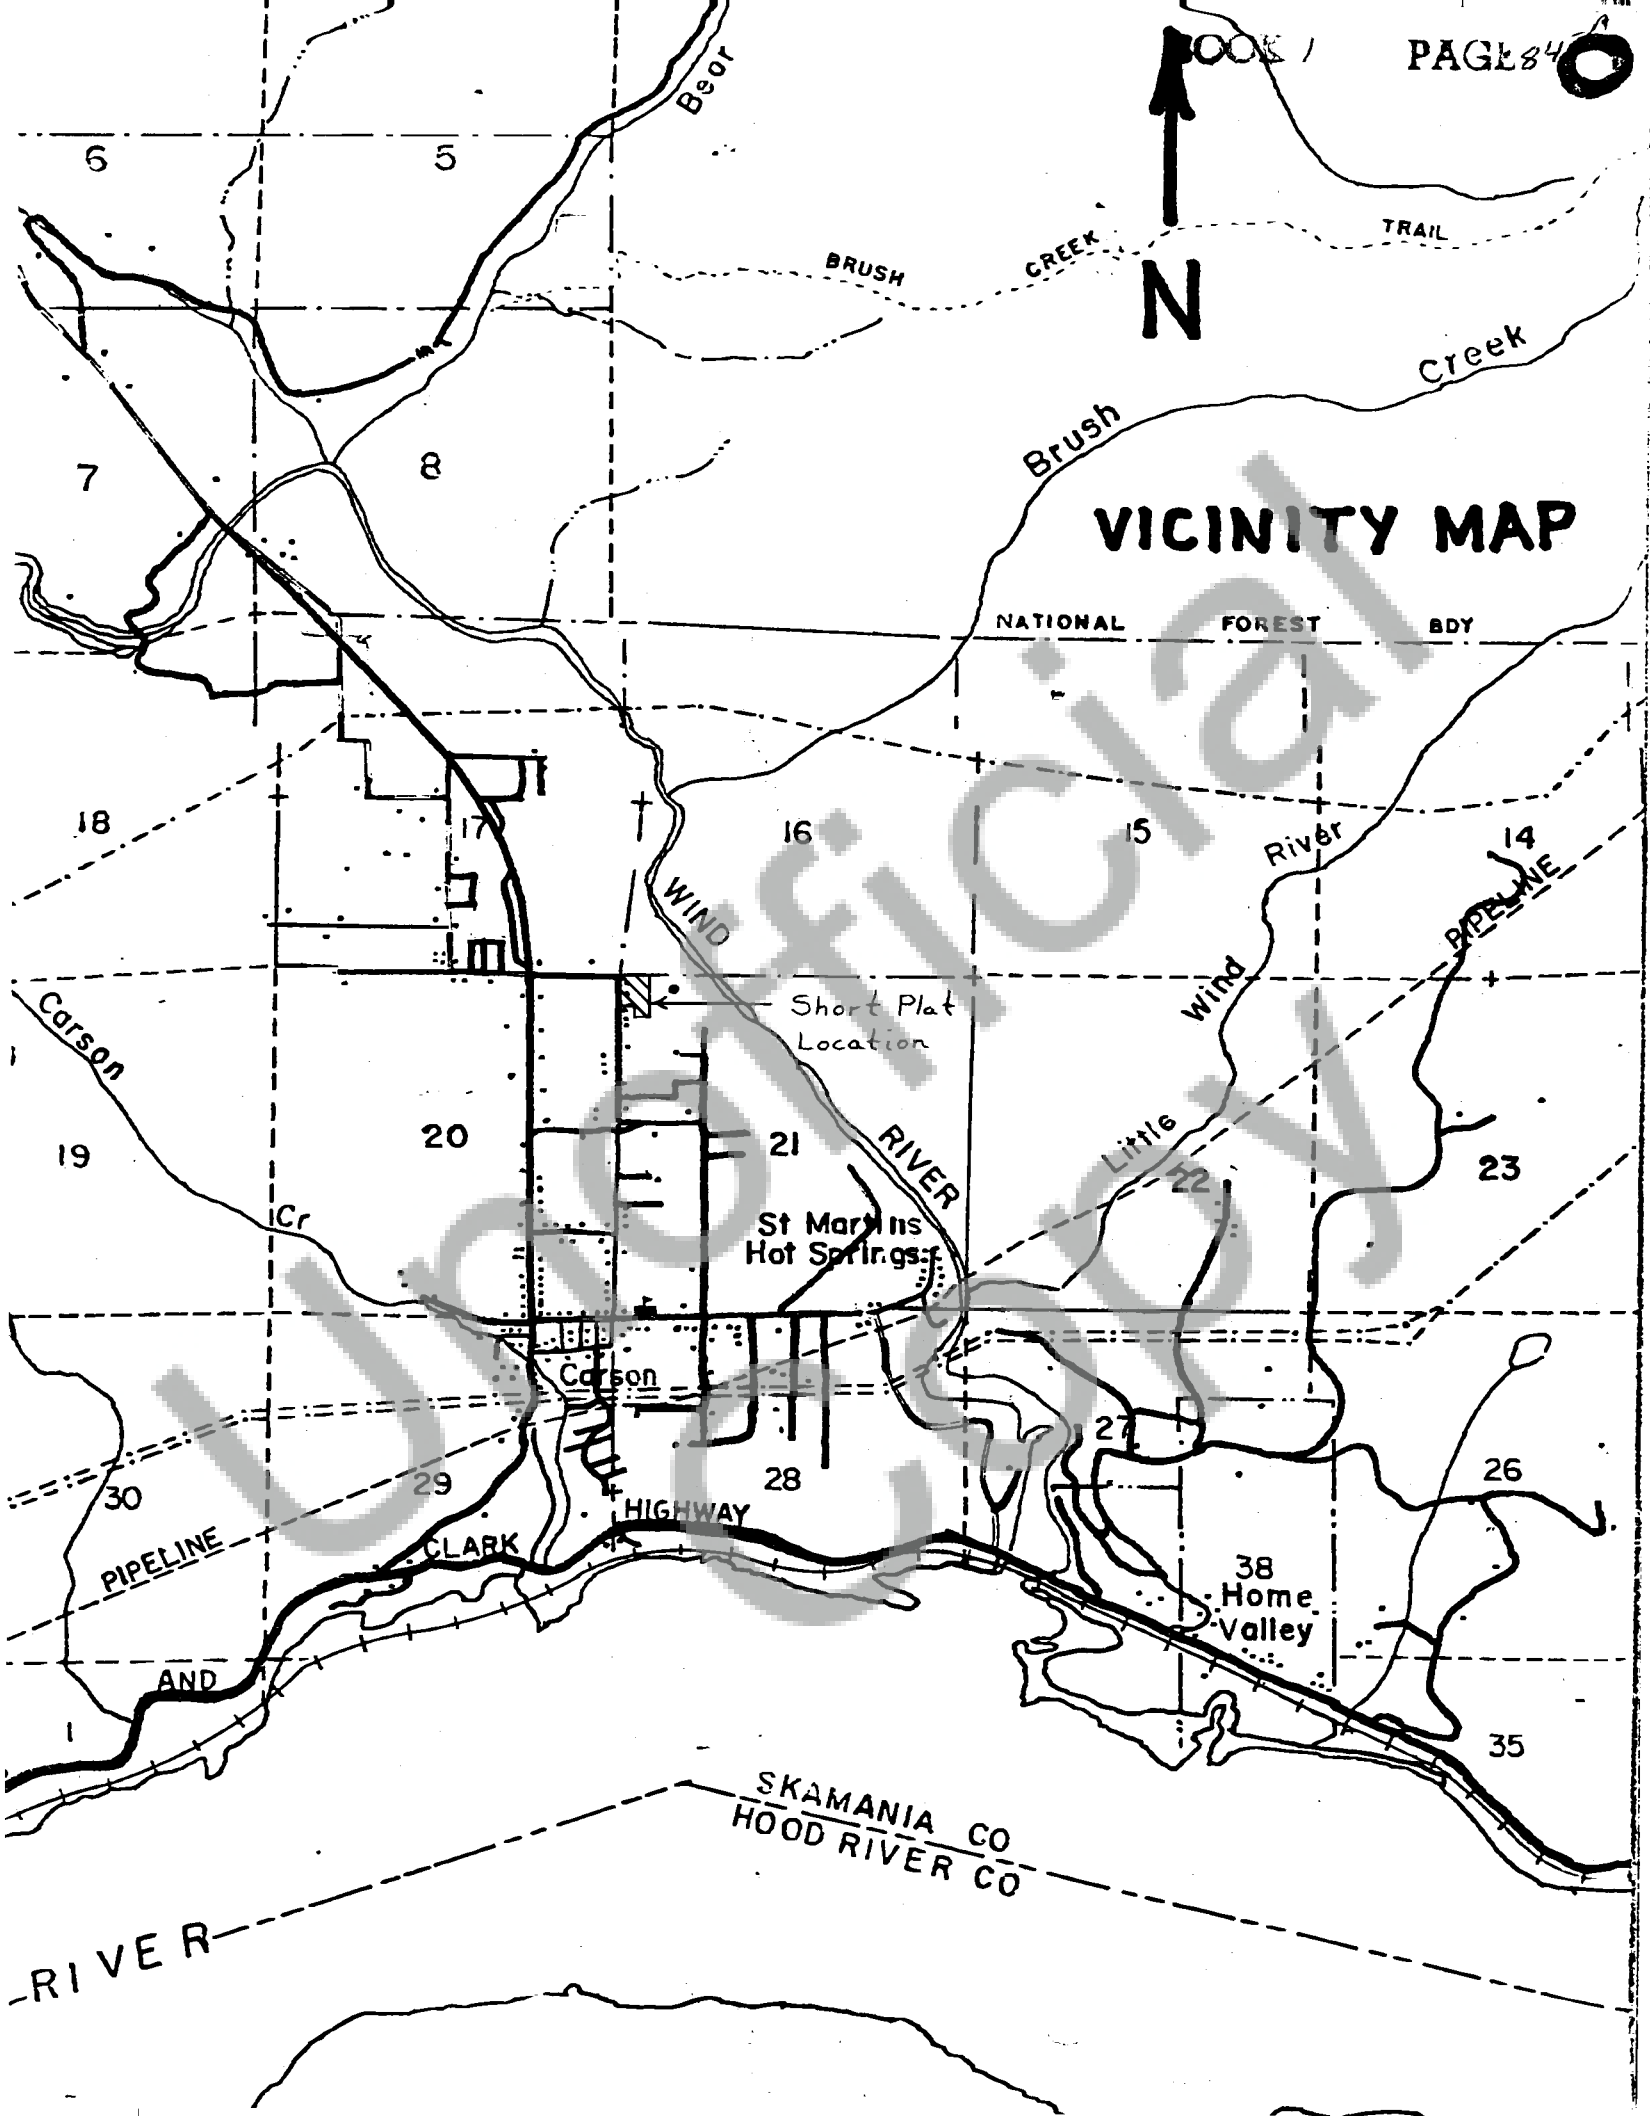 BOOK 1 PAGE 84
Bear
6
5
BRUSH CREEK TRAIL
N
Brush Creek
7
8
VICINITY MAP
NATIONAL FOREST BDY
18
17
16
15
14
WIND RIVER
Little Wind River
PIPELINE
Short Plat
Location
Carson Cr
19
20
21
22
23
St Martins
Hot Springs
Carson
30
29
28
27
26
PIPELINE
CLARK
HIGHWAY
38
Home
Valley
AND
1
35
SKAMANIA CO
HOOD RIVER CO
RIVER
Unofficial
Copy